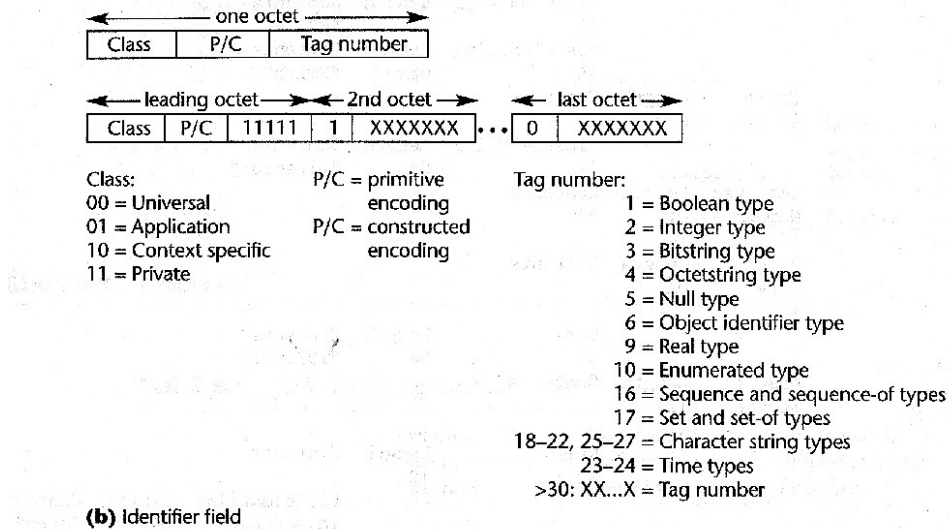 one octet
Class P/C Tag number
leading octet 2nd octet last octet
Class P/C 11111 1 XXXXXXX ••• 0 XXXXXXX
Class: P/C = primitive Tag number:
00 = Universal encoding 1 = Boolean type
01 = Application P/C = constructed 2 = Integer type
10 = Context specific encoding 3 = Bitstring type
11 = Private 4 = Octetstring type
5 = Null type
6 = Object identifier type
9 = Real type
10 = Enumerated type
16 = Sequence and sequence-of types
17 = Set and set-of types
18–22, 25–27 = Character string types
23–24 = Time types
>30: XX...X = Tag number
(b) Identifier field